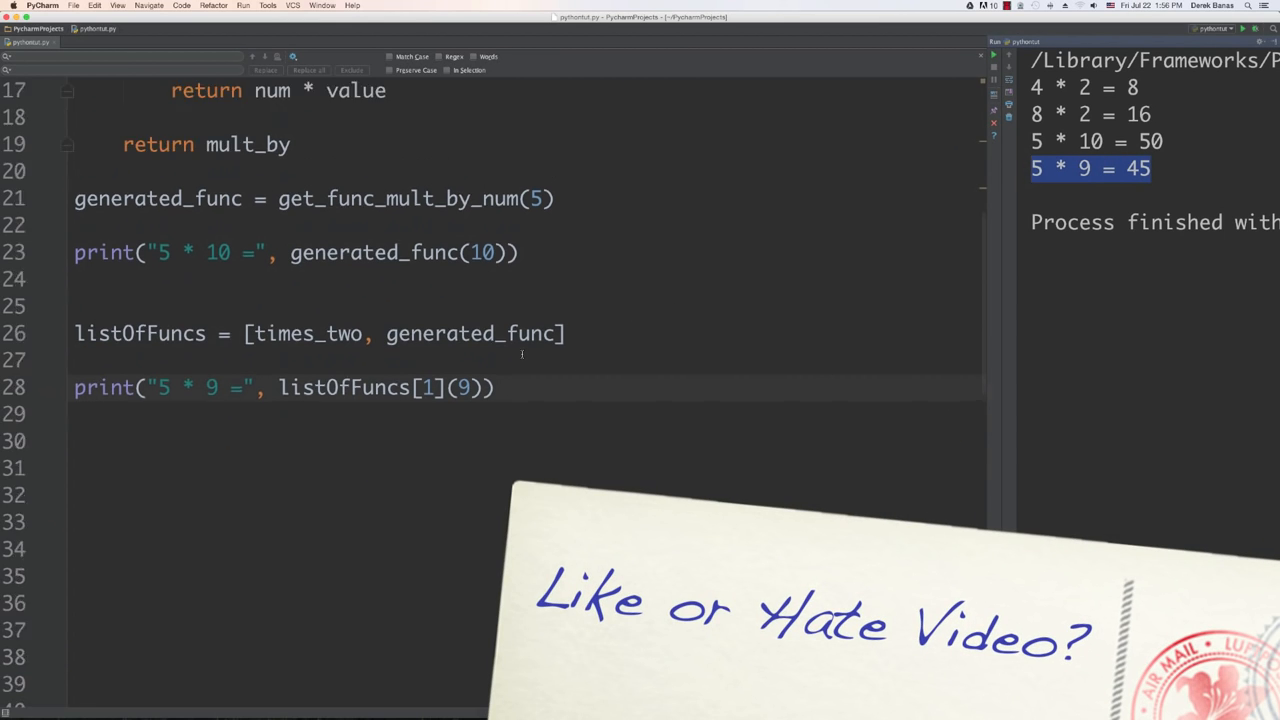 PyCharm File Edit View Navigate Code Refactor Run Tools VCS Window Help
10 Fri Jul 22 1:56 PM Derek Banas
pythontut.py - PycharmProjects - [~/PycharmProjects]
PycharmProjects pythontut.py pythontut
pythontut.py Run pythontut
Match Case Regex Words
Replace Replace all Exclude Preserve Case In Selection
17 return num * value
18
19 return mult_by
20
21 generated_func = get_func_mult_by_num(5)
22
23 print("5 * 10 =", generated_func(10))
24
25
26 listOfFuncs = [times_two, generated_func]
27
28 print("5 * 9 =", listOfFuncs[1](9))
29
30
31
32
33
34
35
36
37
38
39
/Library/Frameworks/P
4 * 2 = 8
8 * 2 = 16
5 * 10 = 50
5 * 9 = 45
Process finished with
Like or Hate Video?
AIR MAIL